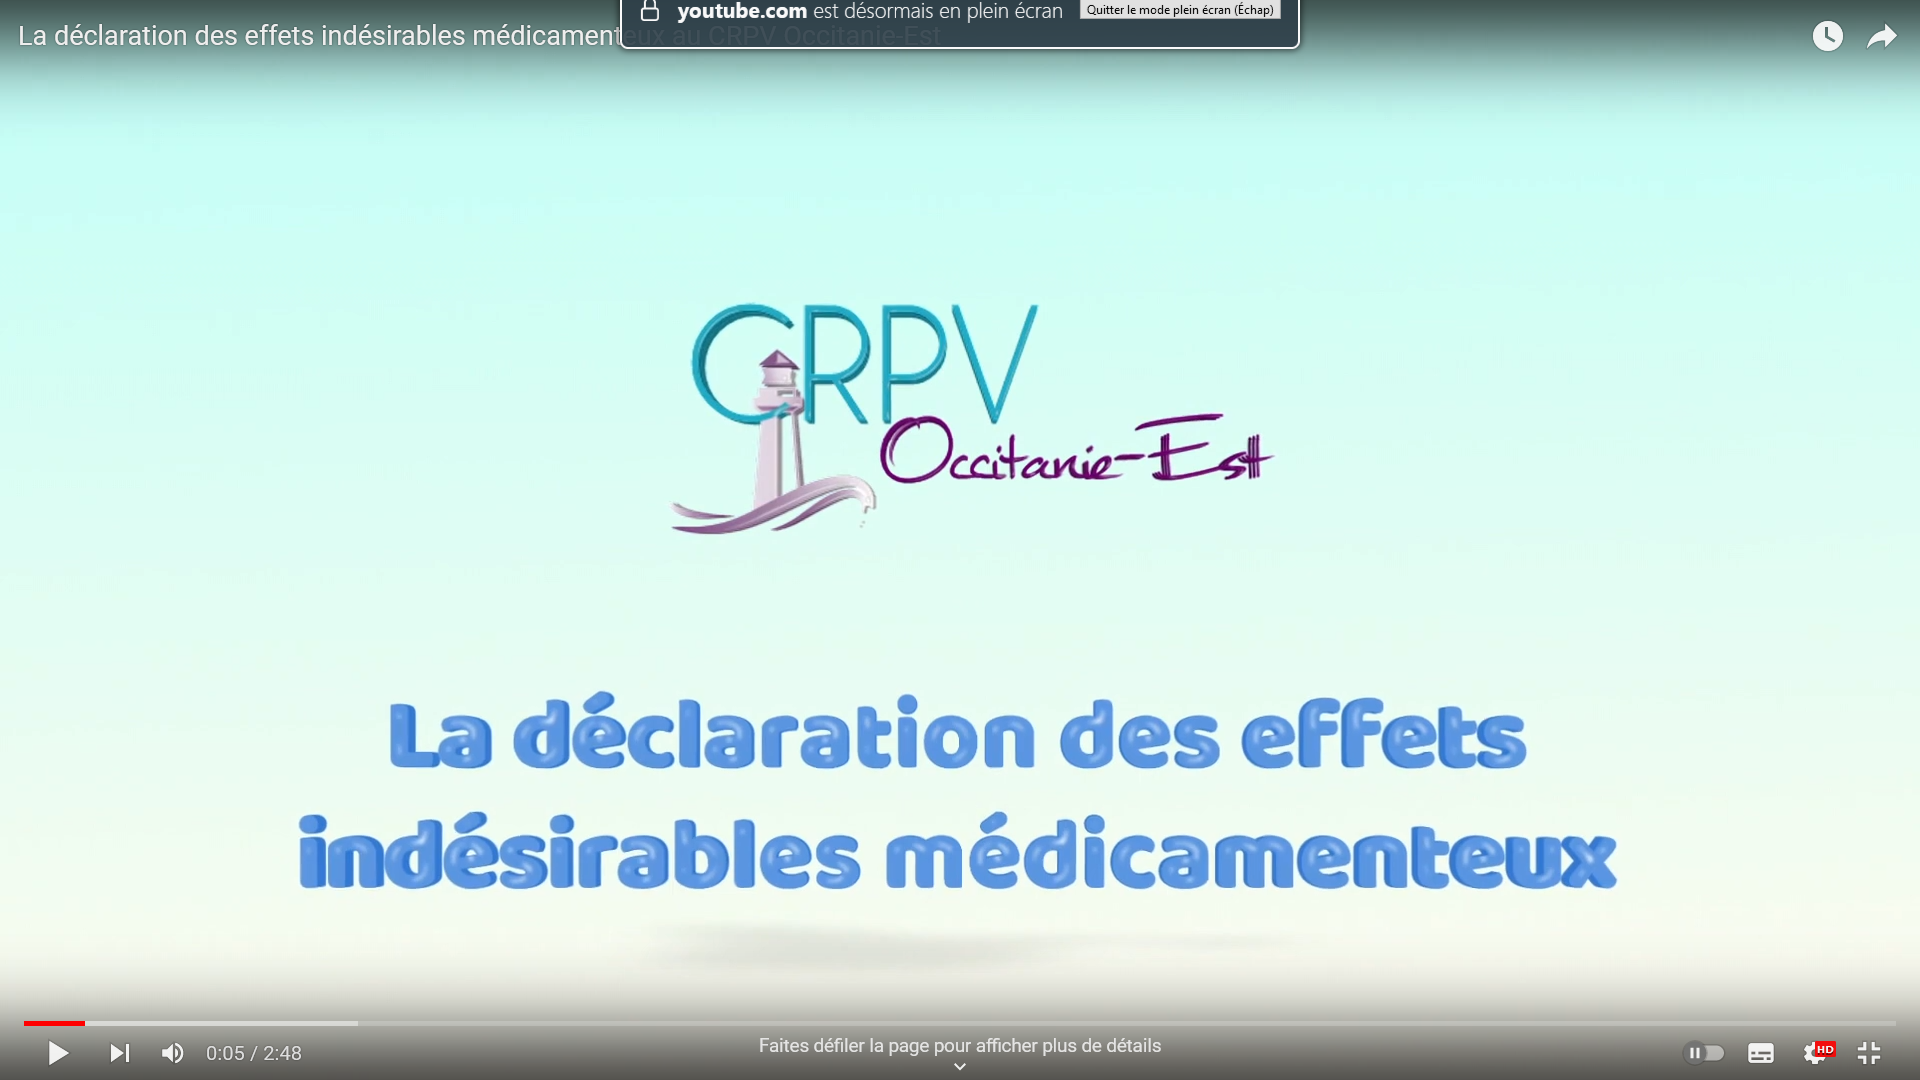 youtube.com est désormais en plein écran Quitter le mode plein écran (Échap)
La déclaration des effets indésirables médicamenteux au CRPV Occitanie-Est
CRPV
Occitanie-Est
La déclaration des effets
indésirables médicamenteux
Faites défiler la page pour afficher plus de détails
0:05 / 2:48
HD